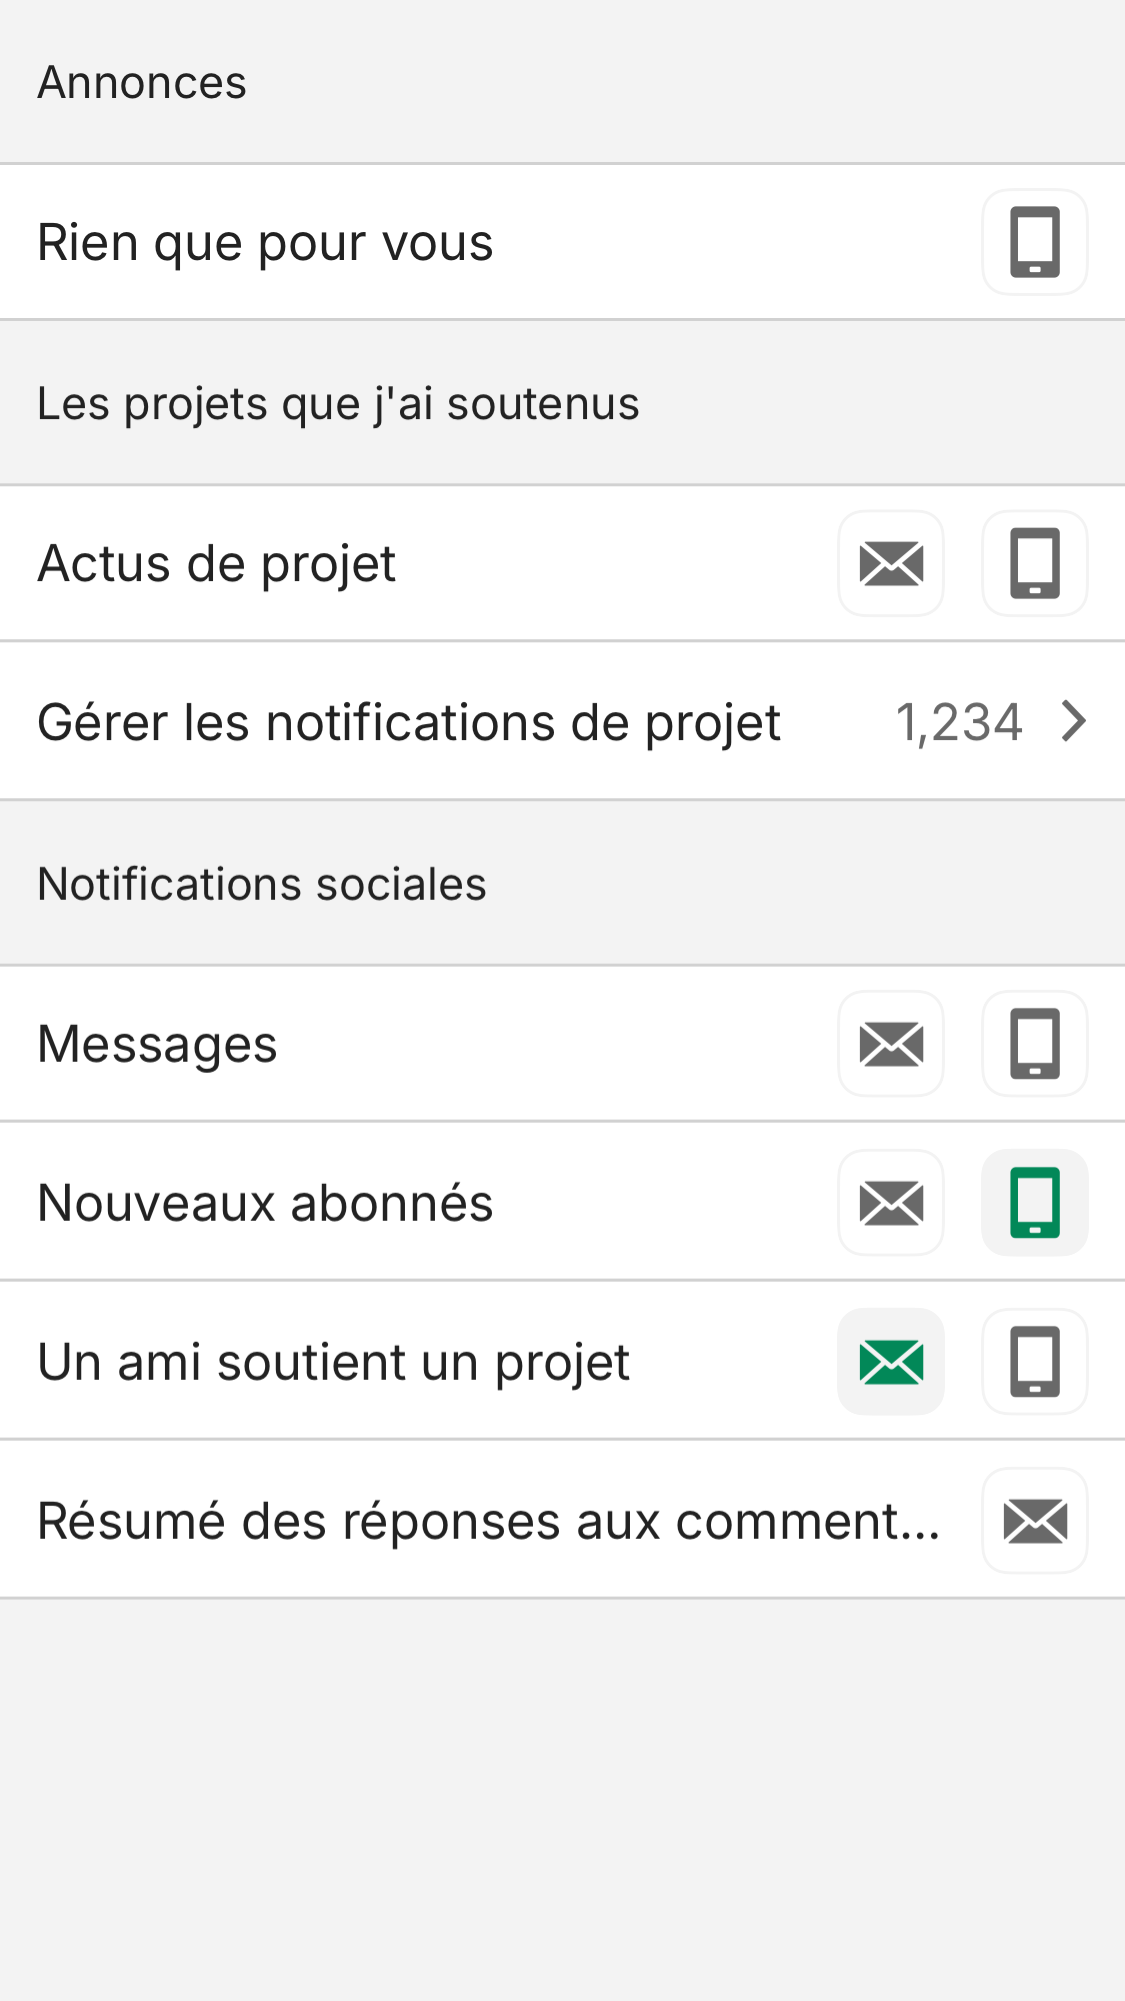 Annonces
Rien que pour vous
Les projets que j'ai soutenus
Actus de projet
Gérer les notifications de projet 1,234
Notifications sociales
Messages
Nouveaux abonnés
Un ami soutient un projet
Résumé des réponses aux comment...